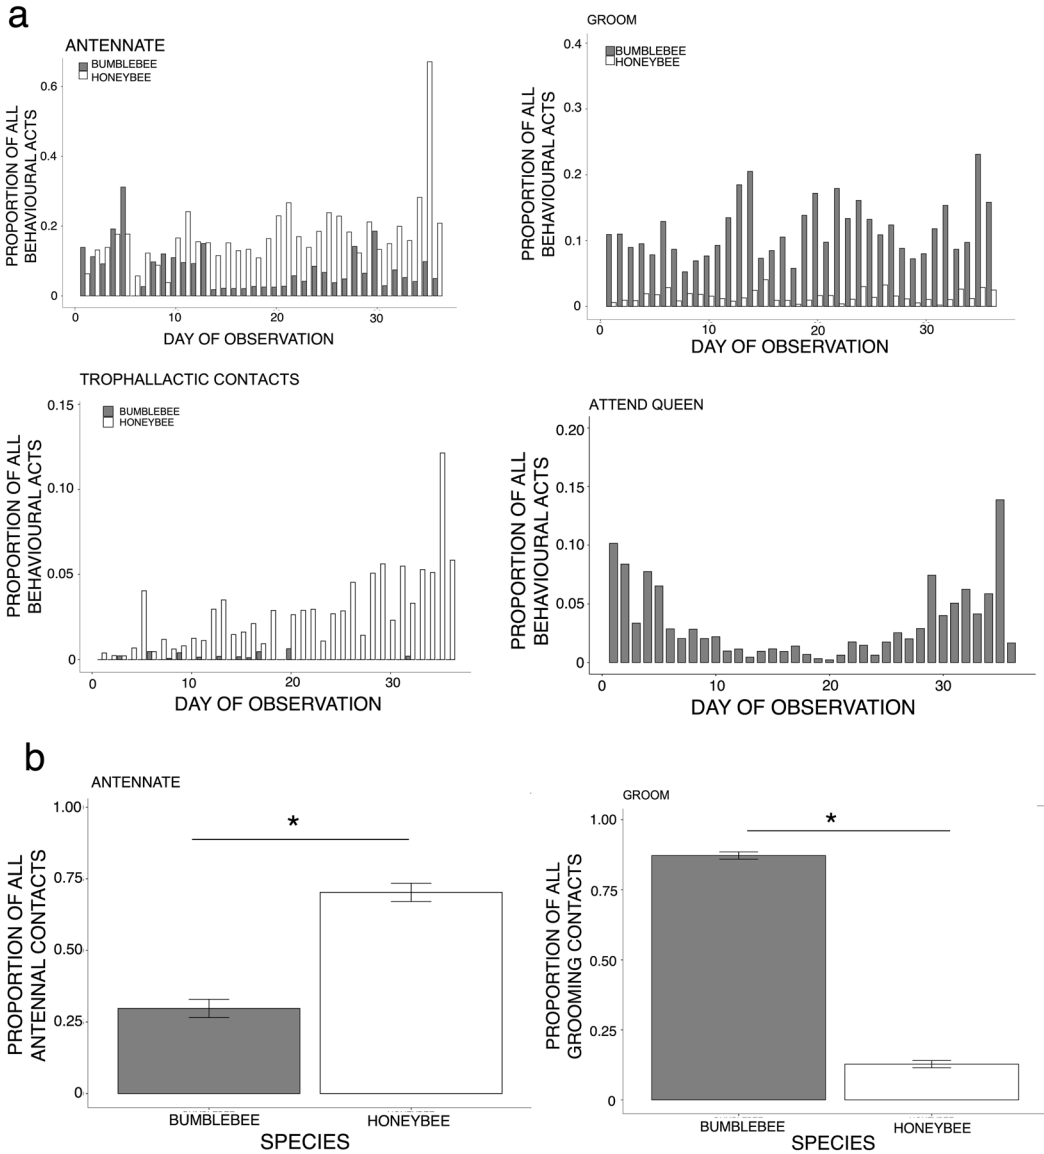 a
ANTENNATE
BUMBLEBEE
HONEYBEE
PROPORTION OF ALL
BEHAVIOURAL ACTS
0.6
0.4
0.2
0
0
10
20
30
DAY OF OBSERVATION
GROOM
BUMBLEBEE
HONEYBEE
PROPORTION OF ALL
BEHAVIOURAL ACTS
0.4
0.3
0.2
0.1
0
0
10
20
30
DAY OF OBSERVATION
TROPHALLACTIC CONTACTS
BUMBLEBEE
HONEYBEE
PROPORTION OF ALL
BEHAVIOURAL ACTS
0.15
0.10
0.05
0
0
10
20
30
DAY OF OBSERVATION
ATTEND QUEEN
PROPORTION OF ALL
BEHAVIOURAL ACTS
0.20
0.15
0.10
0.05
0
0
10
20
30
DAY OF OBSERVATION
b
ANTENNATE
PROPORTION OF ALL
ANTENNAL CONTACTS
1.00
0.75
0.50
0.25
0
*
BUMBLEBEE
HONEYBEE
SPECIES
GROOM
PROPORTION OF ALL
GROOMING CONTACTS
1.00
0.75
0.50
0.25
0
*
BUMBLEBEE
HONEYBEE
SPECIES